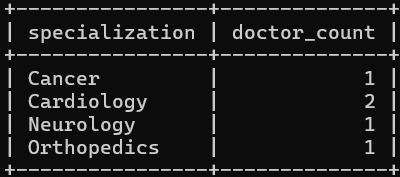 +----------------+--------------+
| specialization | doctor_count |
+----------------+--------------+
| Cancer         |            1 |
| Cardiology     |            2 |
| Neurology      |            1 |
| Orthopedics    |            1 |
+----------------+--------------+